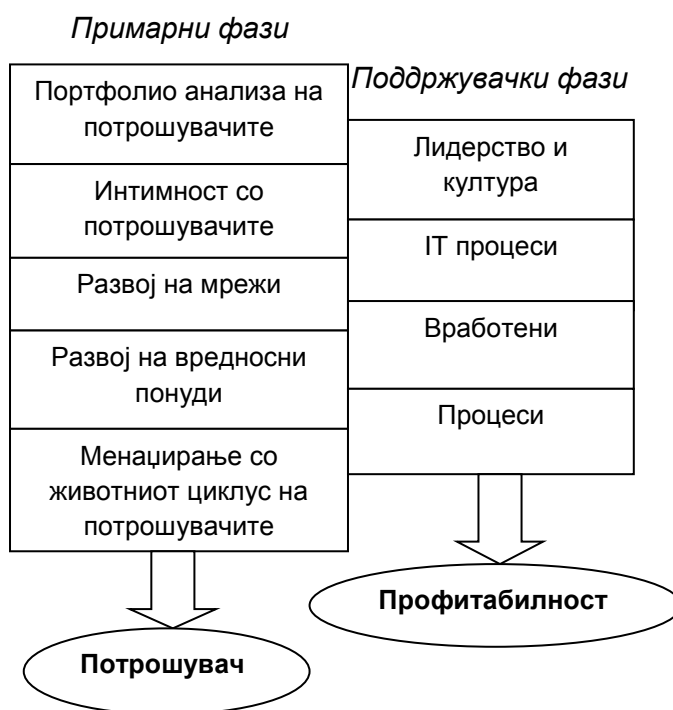 Примарни фази
Портфолио анализа на
потрошувачите
Интимност со
потрошувачите
Развој на мрежи
Развој на вредносни
понуди
Менаџирање со
животниот циклус на
потрошувачите
Потрошувач
Поддржувачки фази
Лидерство и
култура
IT процеси
Вработени
Процеси
Профитабилност